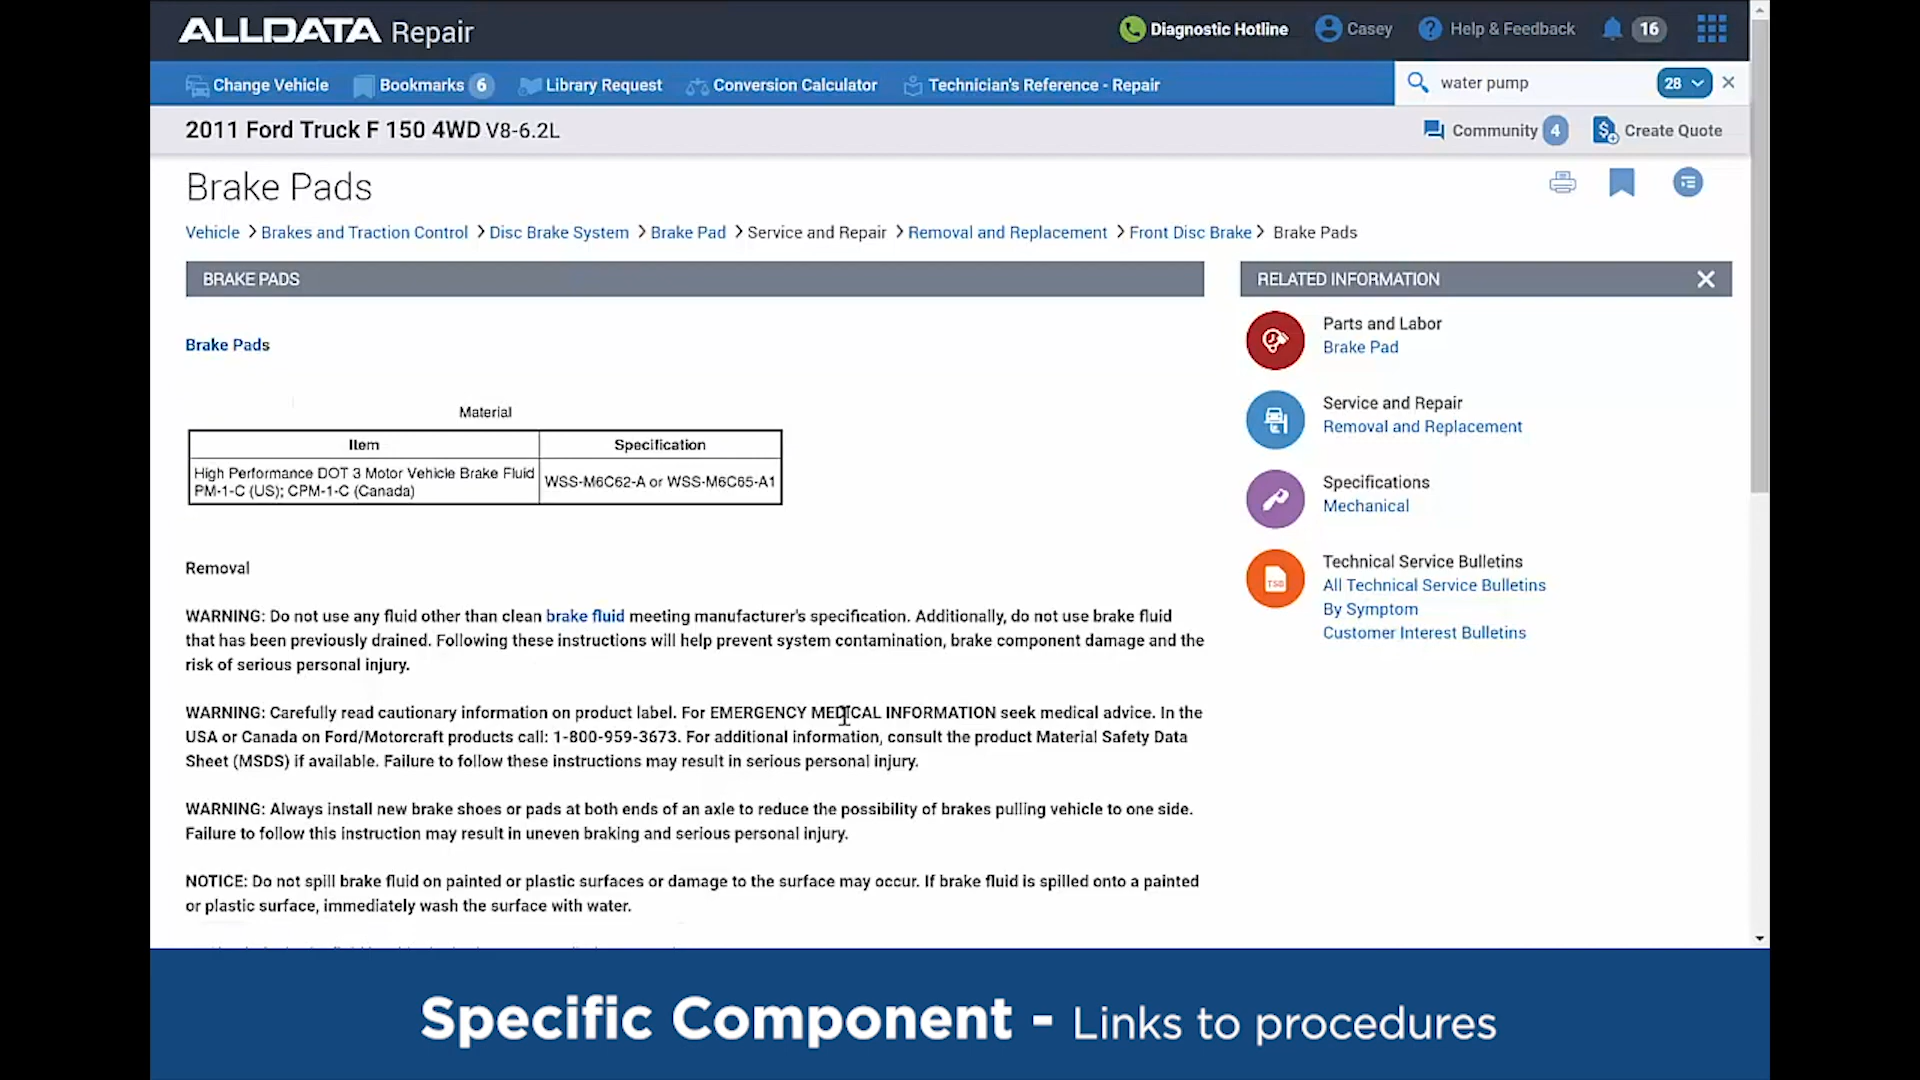 ALLDATA Repair
Diagnostic Hotline
Casey
Help & Feedback
16
Change Vehicle
Bookmarks 6
Library Request
Conversion Calculator
Technician's Reference - Repair
water pump
28
2011 Ford Truck F 150 4WD V8-6.2L
Community 4
Create Quote
Brake Pads
Vehicle > Brakes and Traction Control > Disc Brake System > Brake Pad > Service and Repair > Removal and Replacement > Front Disc Brake > Brake Pads
BRAKE PADS
Brake Pads
Material
Item Specification
High Performance DOT 3 Motor Vehicle Brake Fluid
PM-1-C (US); CPM-1-C (Canada)
WSS-M6C62-A or WSS-M6C65-A1
Removal
WARNING: Do not use any fluid other than clean brake fluid meeting manufacturer's specification. Additionally, do not use brake fluid
that has been previously drained. Following these instructions will help prevent system contamination, brake component damage and the
risk of serious personal injury.
WARNING: Carefully read cautionary information on product label. For EMERGENCY MEDICAL INFORMATION seek medical advice. In the
USA or Canada on Ford/Motorcraft products call: 1-800-959-3673. For additional information, consult the product Material Safety Data
Sheet (MSDS) if available. Failure to follow these instructions may result in serious personal injury.
WARNING: Always install new brake shoes or pads at both ends of an axle to reduce the possibility of brakes pulling vehicle to one side.
Failure to follow this instruction may result in uneven braking and serious personal injury.
NOTICE: Do not spill brake fluid on painted or plastic surfaces or damage to the surface may occur. If brake fluid is spilled onto a painted
or plastic surface, immediately wash the surface with water.
RELATED INFORMATION
Parts and Labor
Brake Pad
Service and Repair
Removal and Replacement
Specifications
Mechanical
TSB
Technical Service Bulletins
All Technical Service Bulletins
By Symptom
Customer Interest Bulletins
Specific Component - Links to procedures